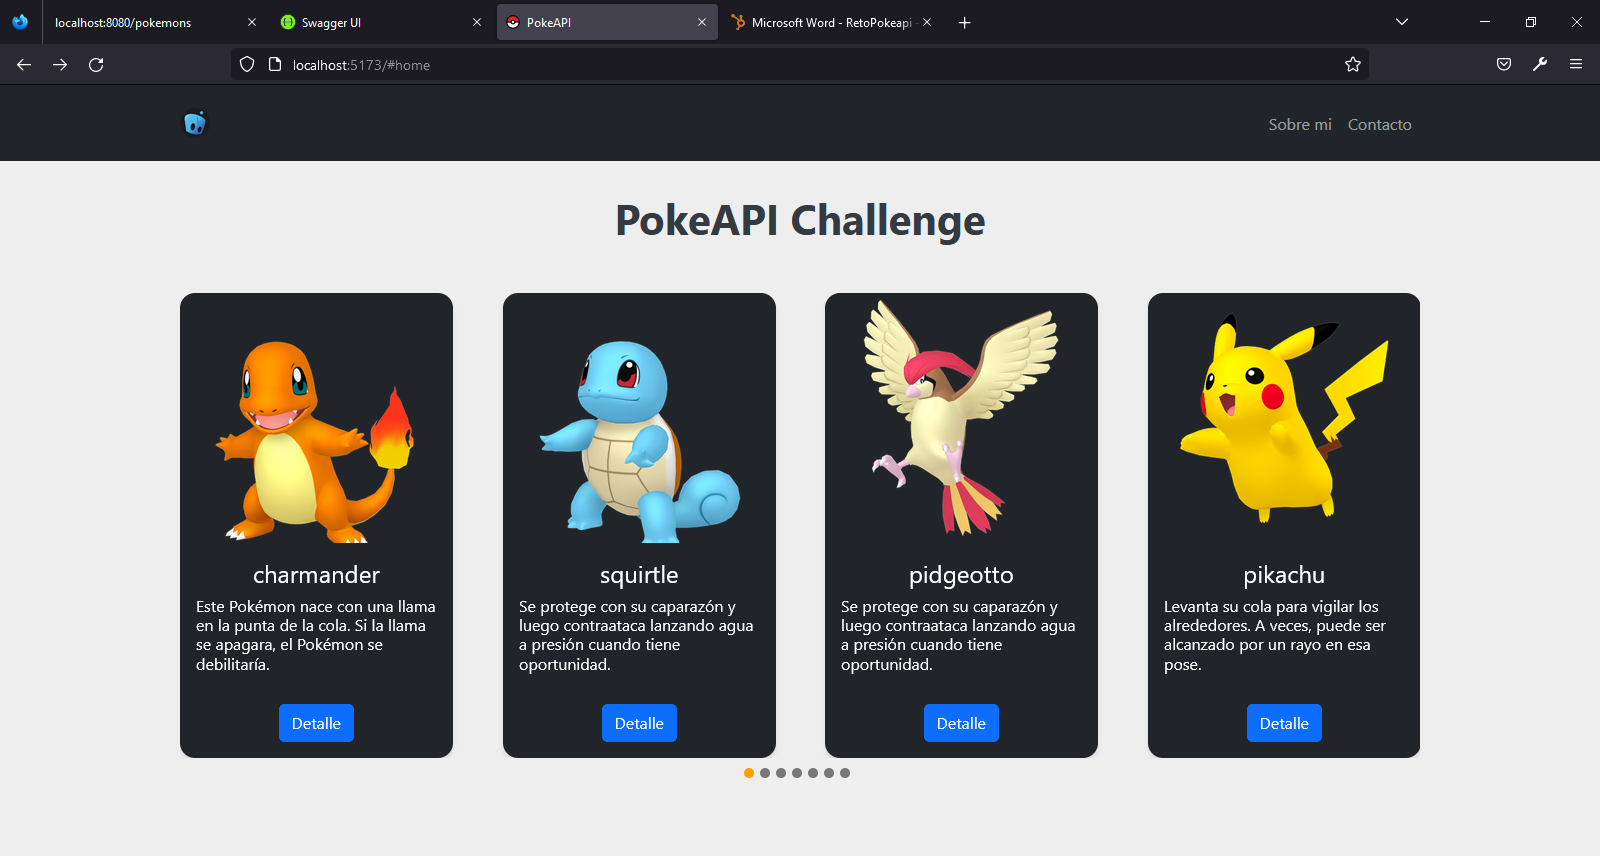 localhost:8080/pokemons
Swagger UI
PokeAPI
Microsoft Word - RetoPokeapi -
localhost:5173/#home
Sobre mi
Contacto
PokeAPI Challenge
charmander
Este Pokémon nace con una llama
en la punta de la cola. Si la llama
se apagara, el Pokémon se
debilitaría.
Detalle
squirtle
Se protege con su caparazón y
luego contraataca lanzando agua
a presión cuando tiene
oportunidad.
Detalle
pidgeotto
Se protege con su caparazón y
luego contraataca lanzando agua
a presión cuando tiene
oportunidad.
Detalle
pikachu
Levanta su cola para vigilar los
alrededores. A veces, puede ser
alcanzado por un rayo en esa
pose.
Detalle